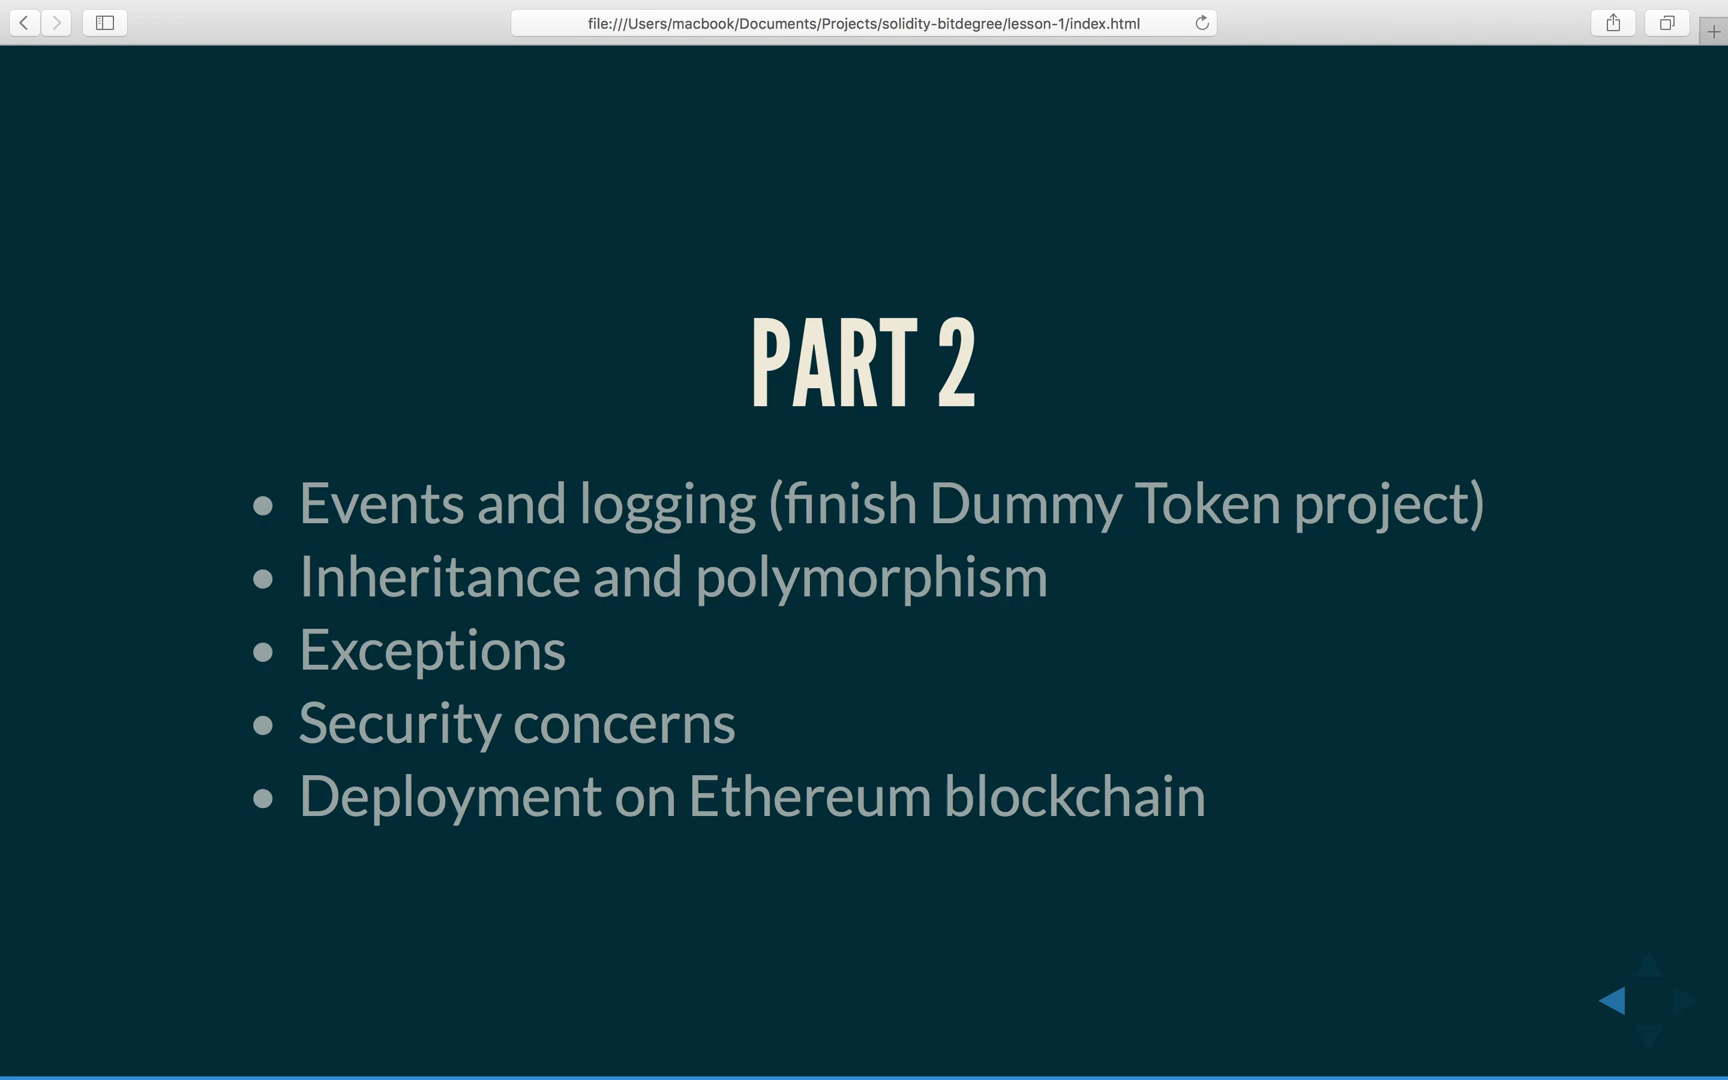 file:///Users/macbook/Documents/Projects/solidity-bitdegree/lesson-1/index.html
PART 2
Events and logging (finish Dummy Token project)
Inheritance and polymorphism
Exceptions
Security concerns
Deployment on Ethereum blockchain